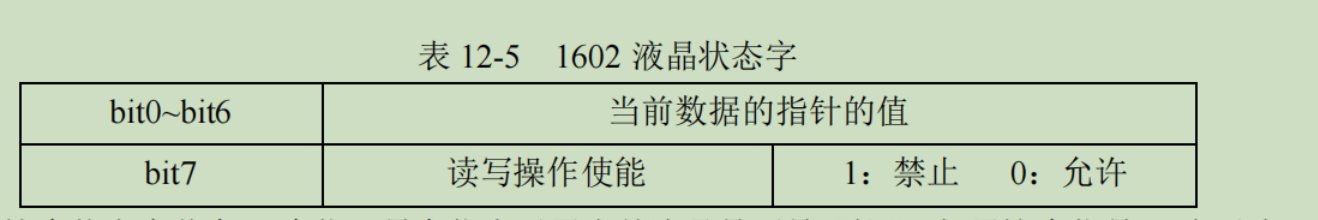 表 12-5 1602 液晶状态字
bit0~bit6 当前数据的指针的值
bit7 读写操作使能 1：禁止 0：允许